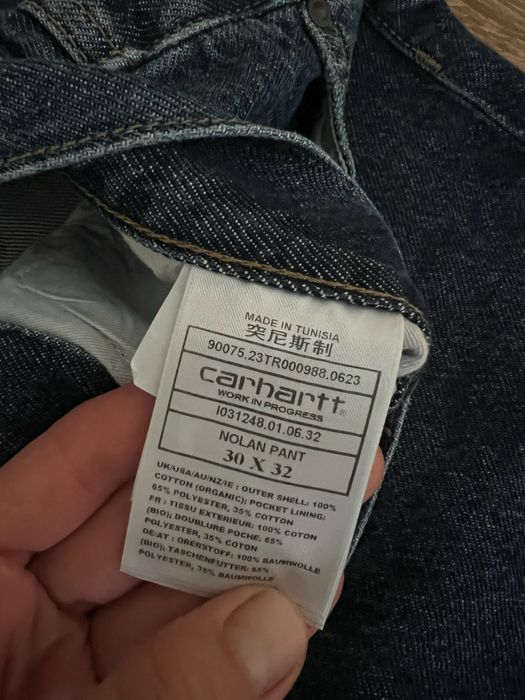 MADE IN TUNISIA
突尼斯制
90075.23TR000988.0623
carhartt®
WORK IN PROGRESS
I031248.01.06.32
NOLAN PANT
30 X 32
UK/USA/AU/NZ/IE : OUTER SHELL: 100%
COTTON (ORGANIC); POCKET LINING:
65% POLYESTER, 35% COTTON
FR : TISSU EXTERIEUR: 100% COTON
(BIO); DOUBLURE POCHE: 65%
POLYESTER, 35% COTON
DE/AT : OBERSTOFF: 100% BAUMWOLLE
(BIO); TASCHENFUTTER: 65%
POLYESTER, 35% BAUMWOLLE